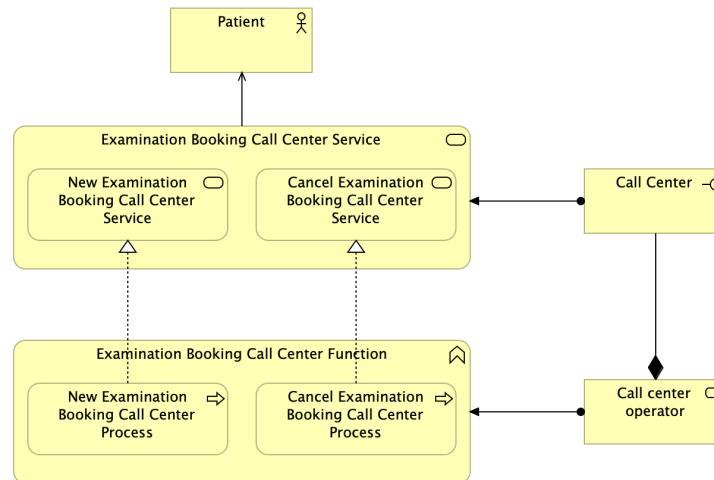 Patient
Examination Booking Call Center Service
New Examination
Booking Call Center
Service
Cancel Examination
Booking Call Center
Service
Call Center
Examination Booking Call Center Function
New Examination
Booking Call Center
Process
Cancel Examination
Booking Call Center
Process
Call center
operator